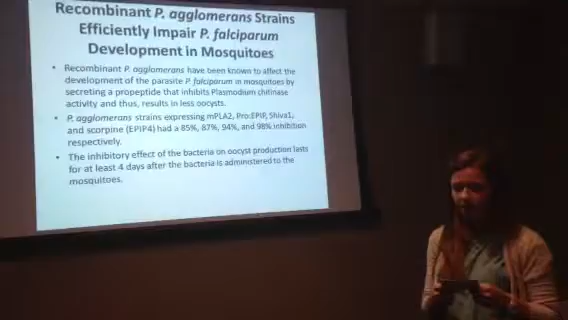 Recombinant P. agglomerans Strains
Efficiently Impair P. falciparum
Development in Mosquitoes
• Recombinant P. agglomerans have been known to affect the
development of the parasite P. falciparum in mosquitoes by
secreting a propeptide that inhibits Plasmodium chitinase
activity and thus, results in less oocysts.
• P. agglomerans strains expressing mPLA2, Pro:EPIP, Shiva1,
and scorpine (EPIP4) had a 85%, 87%, 94%, and 98% inhibition
respectively.
• The inhibitory effect of the bacteria on oocyst production lasts
for at least 4 days after the bacteria is administered to the
mosquitoes.